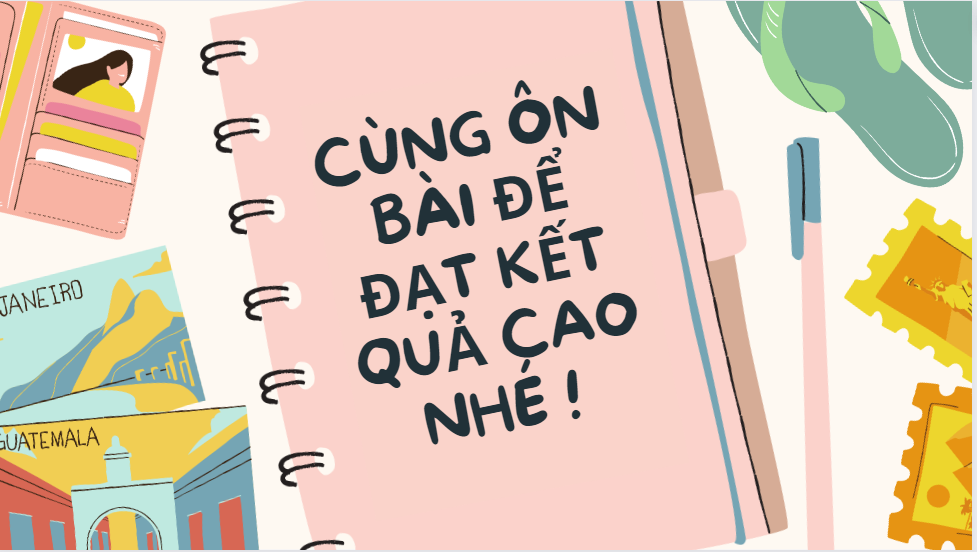 CÙNG ÔN
BÀI ĐỂ
ĐẠT KẾT
QUẢ CAO
NHÉ !
JANEIRO
GUATEMALA